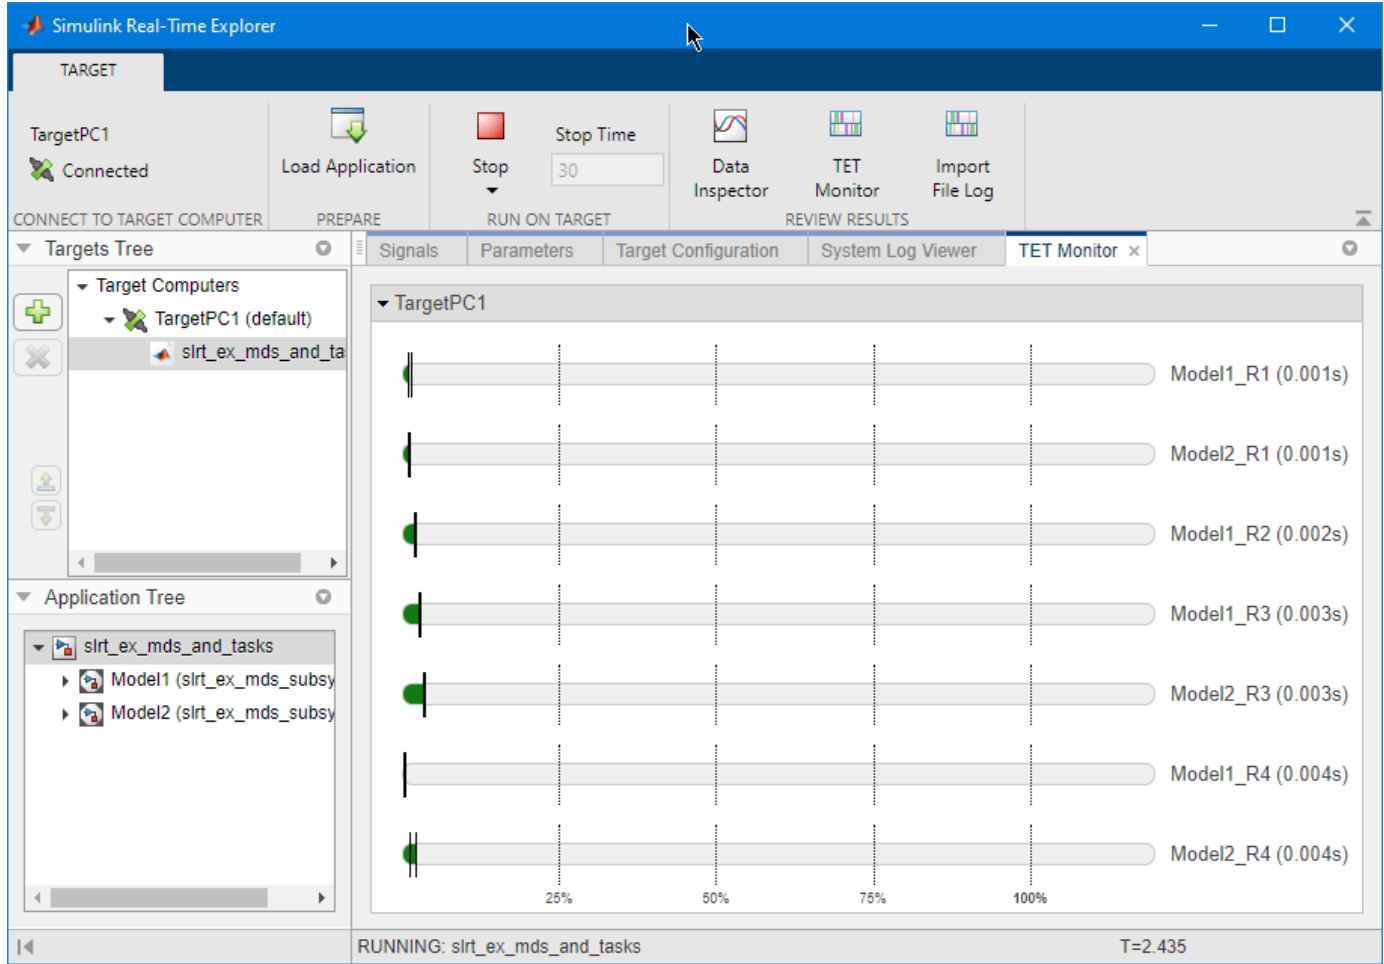 Simulink Real-Time Explorer
TARGET
TargetPC1
Connected
CONNECT TO TARGET COMPUTER
Load Application
PREPARE
Stop
Stop Time
30
RUN ON TARGET
Data
Inspector
TET
Monitor
Import
File Log
REVIEW RESULTS
Targets Tree
Target Computers
TargetPC1 (default)
slrt_ex_mds_and_ta
Application Tree
slrt_ex_mds_and_tasks
Model1 (slrt_ex_mds_subsy
Model2 (slrt_ex_mds_subsy
Signals
Parameters
Target Configuration
System Log Viewer
TET Monitor
TargetPC1
Model1_R1 (0.001s)
Model2_R1 (0.001s)
Model1_R2 (0.002s)
Model1_R3 (0.003s)
Model2_R3 (0.003s)
Model1_R4 (0.004s)
Model2_R4 (0.004s)
25%
50%
75%
100%
RUNNING: slrt_ex_mds_and_tasks
T=2.435